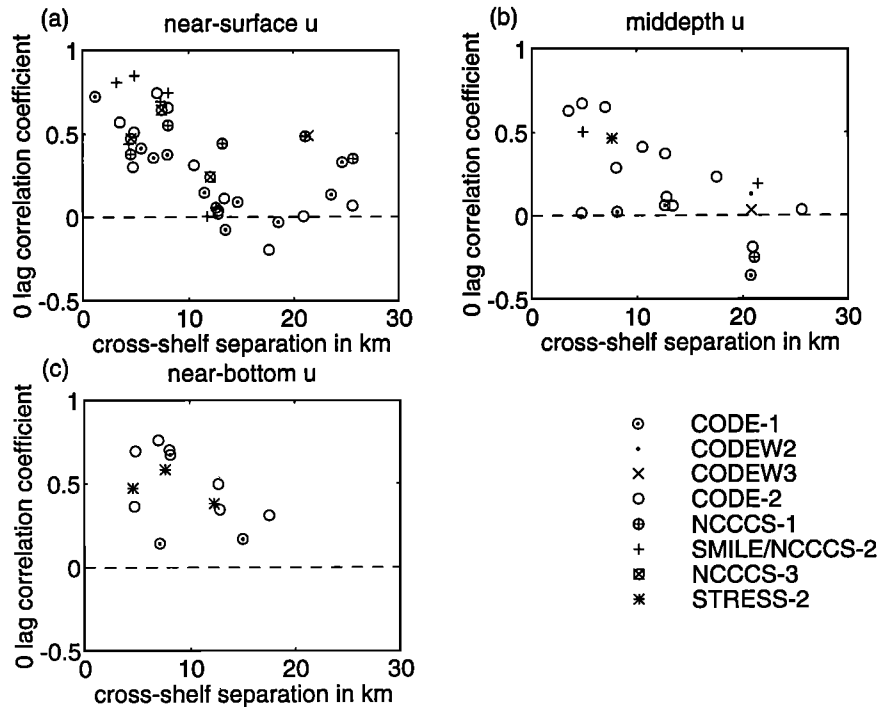 (a)
near-surface u
1
0.5
0
-0.5
0 lag correlation coefficient
0
10
20
30
cross-shelf separation in km
(b)
middepth u
1
0.5
0
-0.5
0 lag correlation coefficient
0
10
20
30
cross-shelf separation in km
(c)
near-bottom u
1
0.5
0
-0.5
0 lag correlation coefficient
0
10
20
30
cross-shelf separation in km
CODE-1
CODEW2
CODEW3
CODE-2
NCCCS-1
SMILE/NCCCS-2
NCCCS-3
STRESS-2